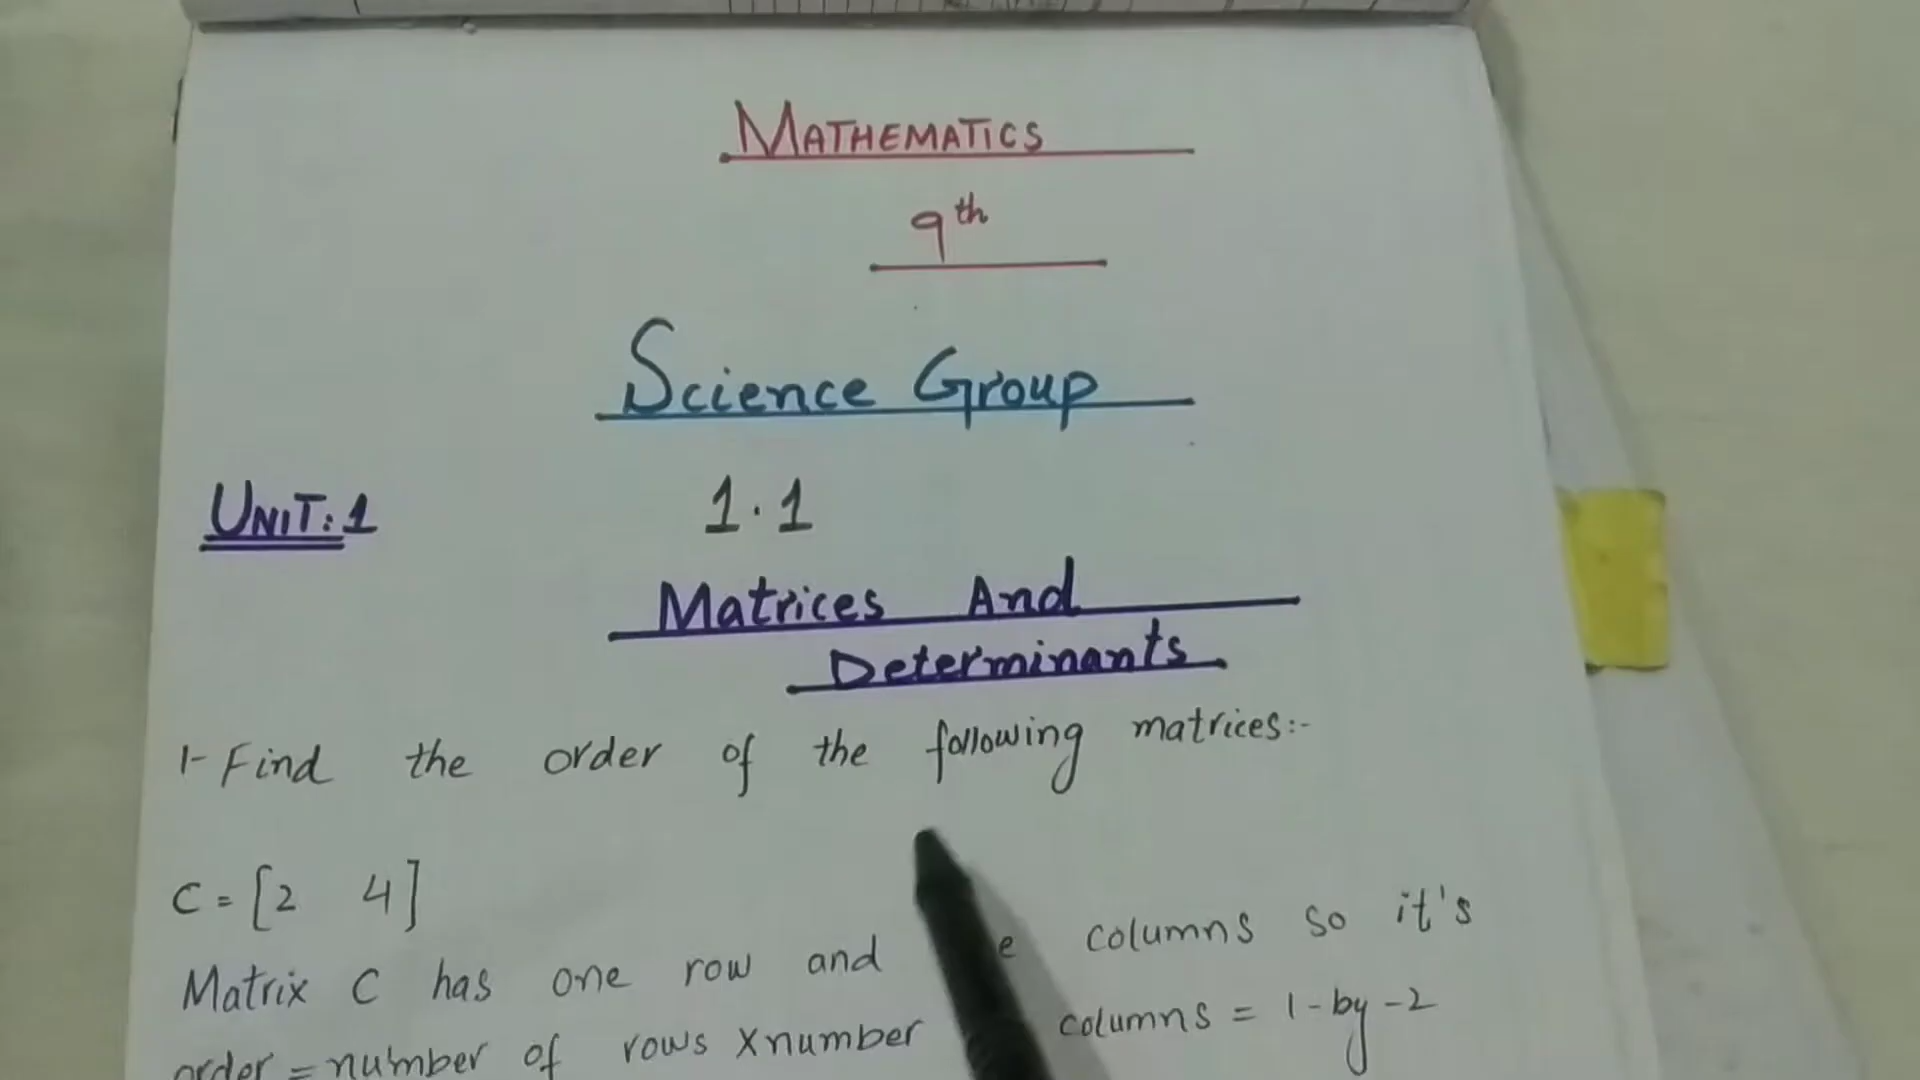 MATHEMATICS
9th
Science Group
UNIT:1
1.1
Matrices And
Determinants
1- Find the order of the following matrices:-
C = [2 4]
Matrix C has one row and columns so it's
order = number of rows x number columns = 1-by-2